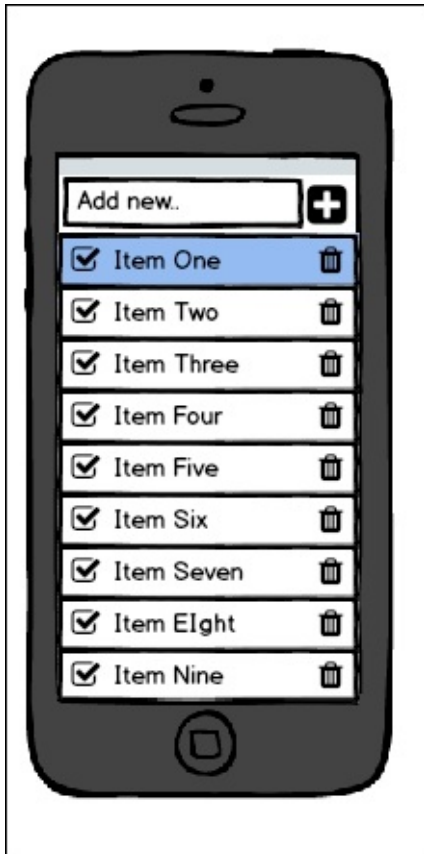 Add new..
Item One
Item Two
Item Three
Item Four
Item Five
Item Six
Item Seven
Item EIght
Item Nine